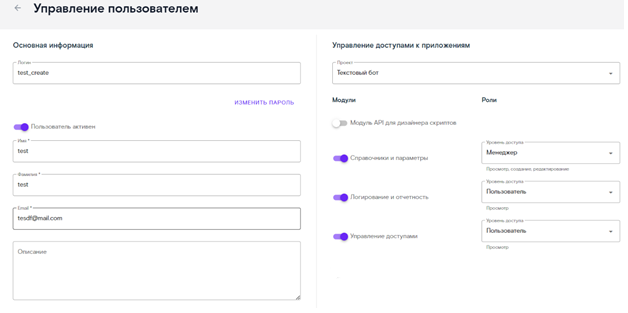 Управление пользователем
Основная информация
Логин
test_create
ИЗМЕНИТЬ ПАРОЛЬ
Пользователь активен
Имя *
test
Фамилия *
test
Email *
tesdf@mail.com
Описание
Управление доступами к приложениям
Проект
Текстовый бот
Модули
Роли
Модуль API для дизайнера скриптов
Справочники и параметры
Уровень доступа
Менеджер
Просмотр, создание, редактирование
Логирование и отчетность
Уровень доступа
Пользователь
Просмотр
Управление доступами
Уровень доступа
Пользователь
Просмотр